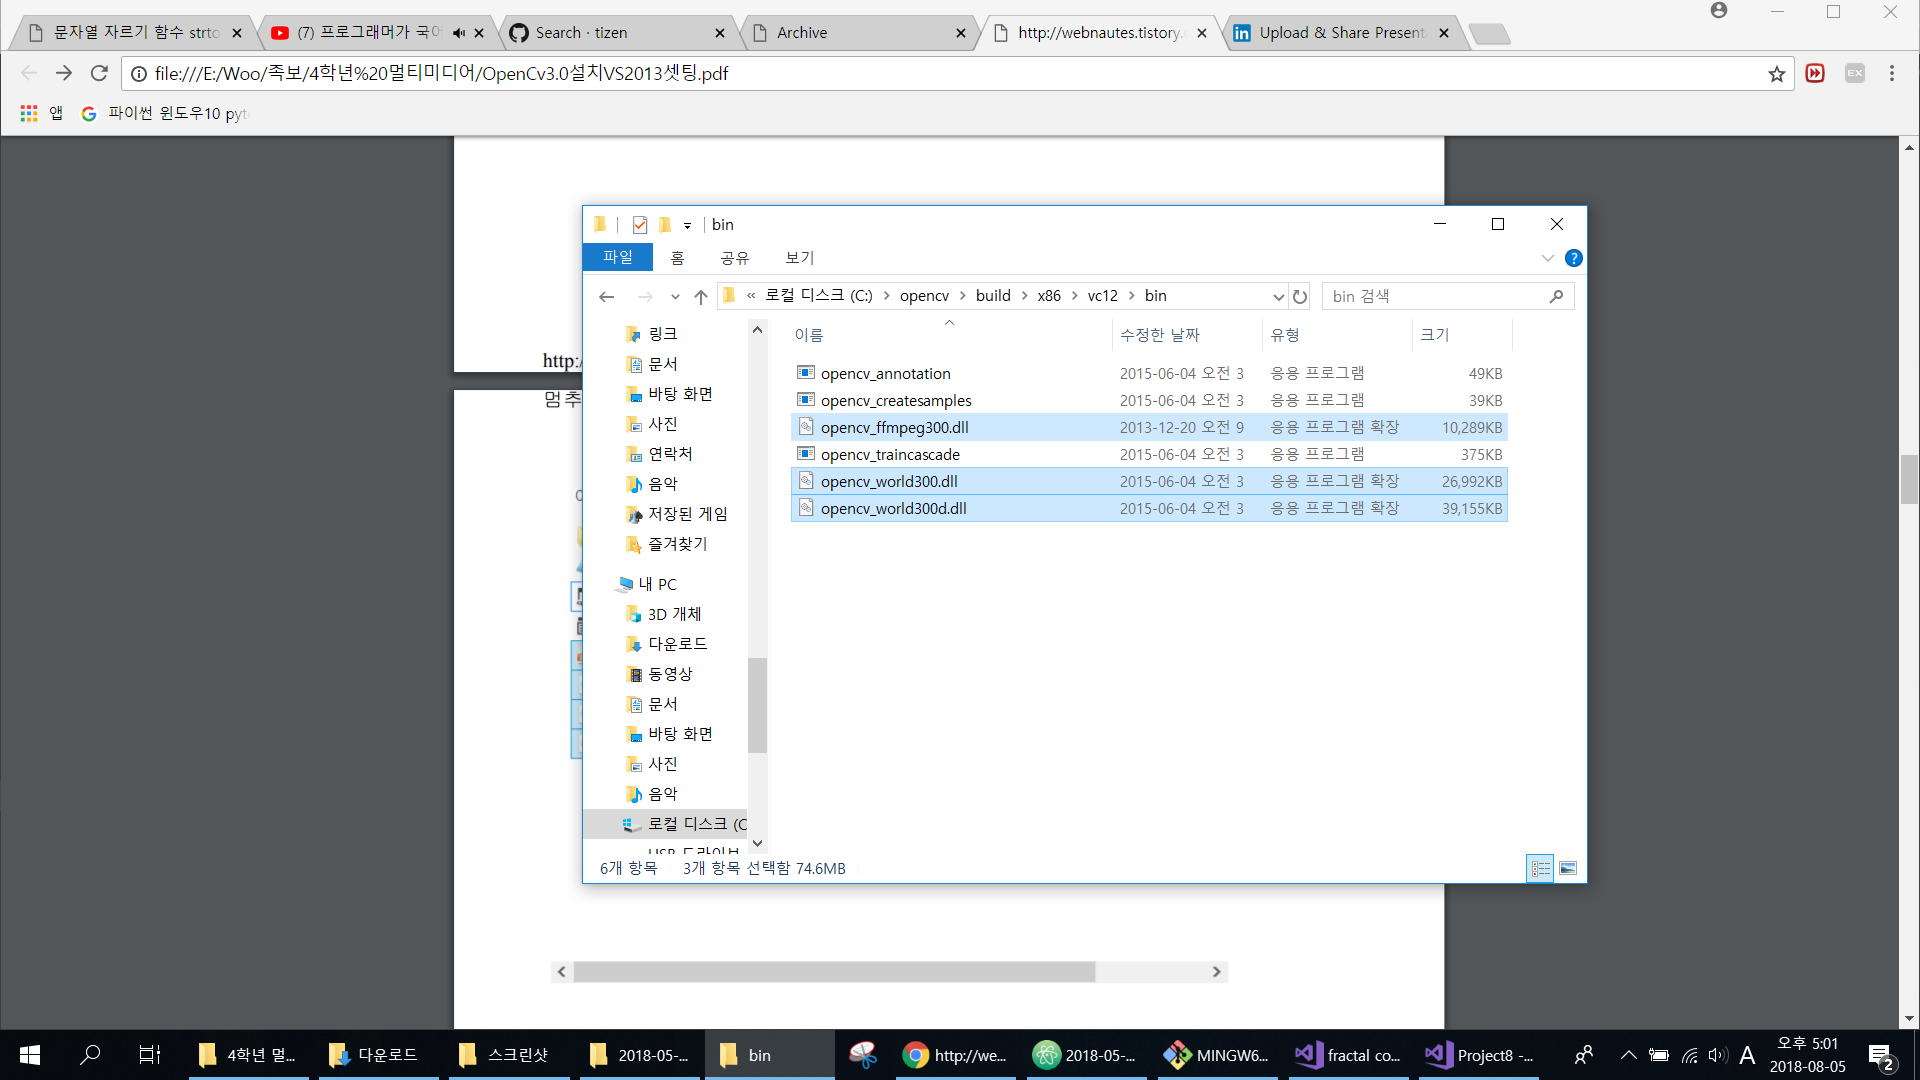 문자열 자르기 함수 strto
(7) 프로그래머가 국어
Search · tizen
Archive
http://webnautes.tistory.
Upload & Share Present
file:///E:/Woo/족보/4학년%20멀티미디어/OpenCv3.0설치VS2013셋팅.pdf
EX
앱
파이썬 윈도우10 pyt
http:/
멈추
bin
파일
홈
공유
보기
?
« 로컬 디스크 (C:) > opencv > build > x86 > vc12 > bin
bin 검색
링크
문서
바탕 화면
사진
연락처
음악
저장된 게임
즐겨찾기
내 PC
3D 개체
다운로드
동영상
문서
바탕 화면
사진
음악
로컬 디스크 (C
USB 드라이브
이름 수정한 날짜 유형 크기
opencv_annotation 2015-06-04 오전 3 응용 프로그램 49KB
opencv_createsamples 2015-06-04 오전 3 응용 프로그램 39KB
opencv_ffmpeg300.dll 2013-12-20 오전 9 응용 프로그램 확장 10,289KB
opencv_traincascade 2015-06-04 오전 3 응용 프로그램 375KB
opencv_world300.dll 2015-06-04 오전 3 응용 프로그램 확장 26,992KB
opencv_world300d.dll 2015-06-04 오전 3 응용 프로그램 확장 39,155KB
6개 항목 3개 항목 선택함 74.6MB
4학년 멀...
다운로드
스크린샷
2018-05-...
bin
http://we...
2018-05-...
MINGW6...
fractal co...
Project8 -...
A
오후 5:01
2018-08-05
2